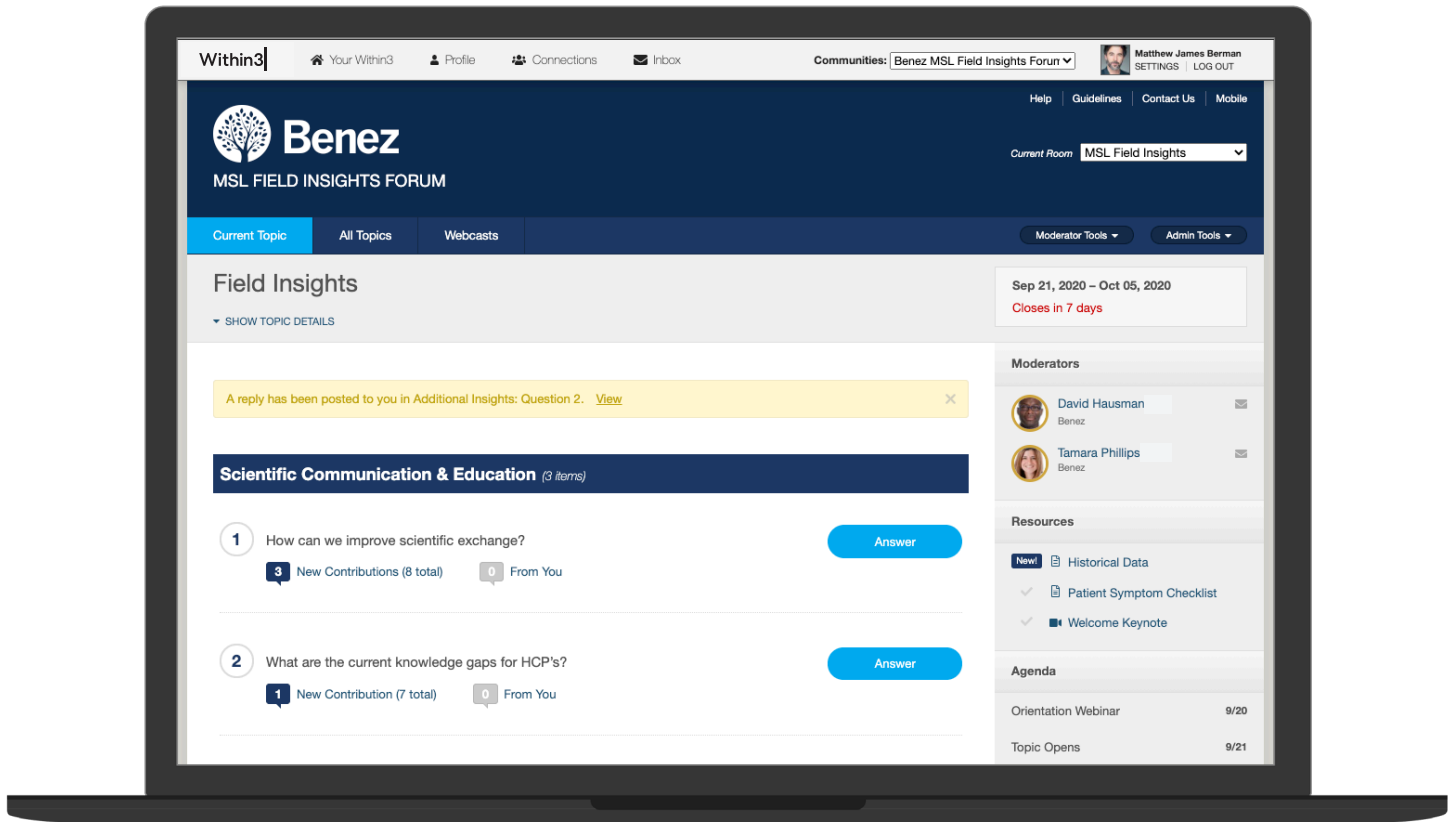 Within3
Your Within3
Profile
Connections
Inbox
Communities:
Benez MSL Field Insights Forun
Matthew James Berman
SETTINGS
LOG OUT
Help
Guidelines
Contact Us
Mobile
Benez
MSL FIELD INSIGHTS FORUM
Current Room
MSL Field Insights
Current Topic
All Topics
Webcasts
Moderator Tools
Admin Tools
Field Insights
SHOW TOPIC DETAILS
Sep 21, 2020 – Oct 05, 2020
Closes in 7 days
A reply has been posted to you in Additional Insights: Question 2. View
Scientific Communication & Education (3 items)
1
How can we improve scientific exchange?
Answer
3 New Contributions (8 total)
0 From You
2
What are the current knowledge gaps for HCP's?
Answer
1 New Contribution (7 total)
0 From You
Moderators
David Hausman
Benez
Tamara Phillips
Benez
Resources
New! Historical Data
Patient Symptom Checklist
Welcome Keynote
Agenda
Orientation Webinar 9/20
Topic Opens 9/21